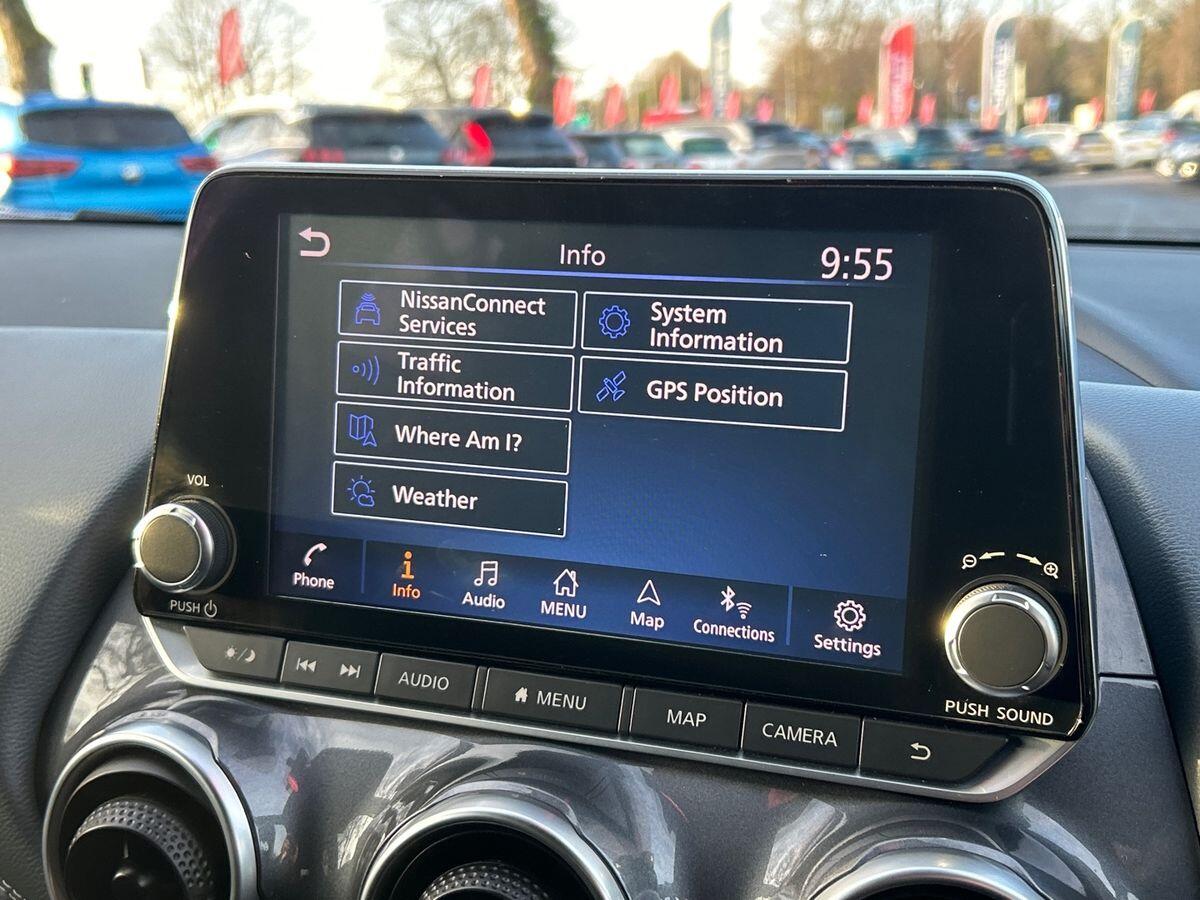 Info
9:55
NissanConnect
Services
System
Information
Traffic
Information
GPS Position
Where Am I?
Weather
Phone
Info
Audio
MENU
Map
Connections
Settings
VOL
PUSH
AUDIO
MENU
MAP
CAMERA
PUSH SOUND